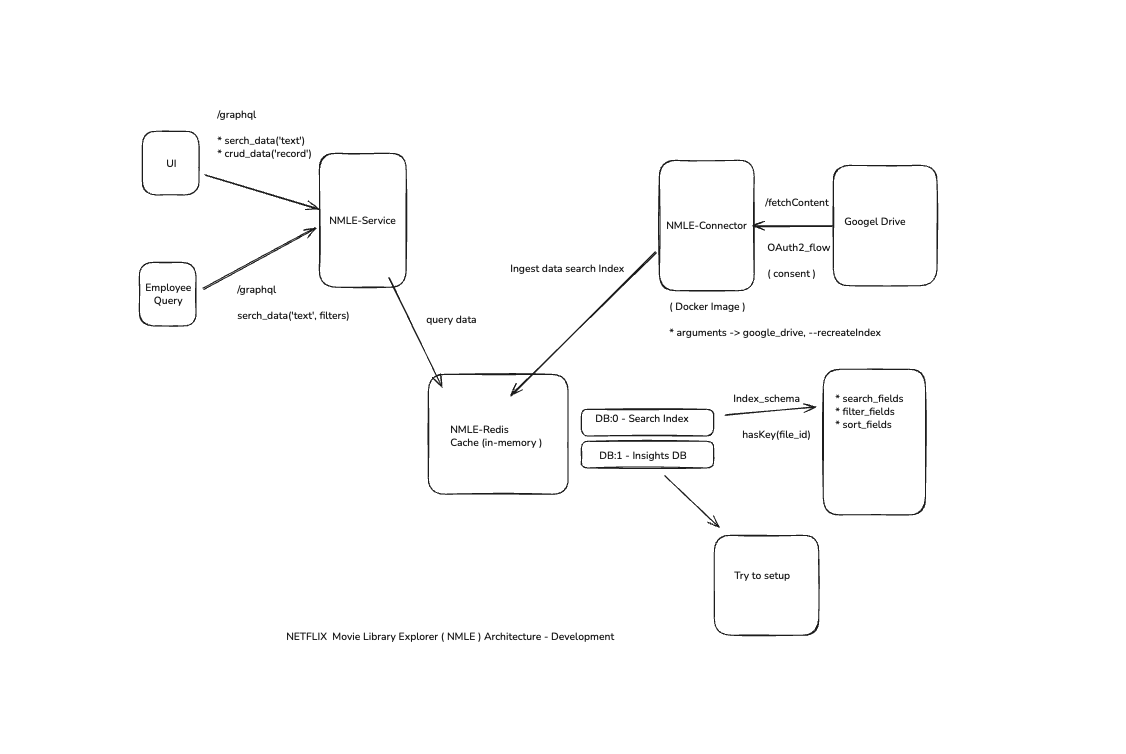 /graphql
* serch_data('text')
* crud_data('record')
UI
NMLE-Service
Employee
Query
/graphql
serch_data('text', filters)
query data
Ingest data search Index
NMLE-Connector
/fetchContent
OAuth2_flow
( consent )
Googel Drive
( Docker Image )
* arguments -> google_drive, --recreateIndex
NMLE-Redis
Cache (in-memory )
DB:0 - Search Index
DB:1 - Insights DB
Index_schema
hasKey(file_id)
* search_fields
* filter_fields
* sort_fields
Try to setup
NETFLIX  Movie Library Explorer ( NMLE ) Architecture - Development